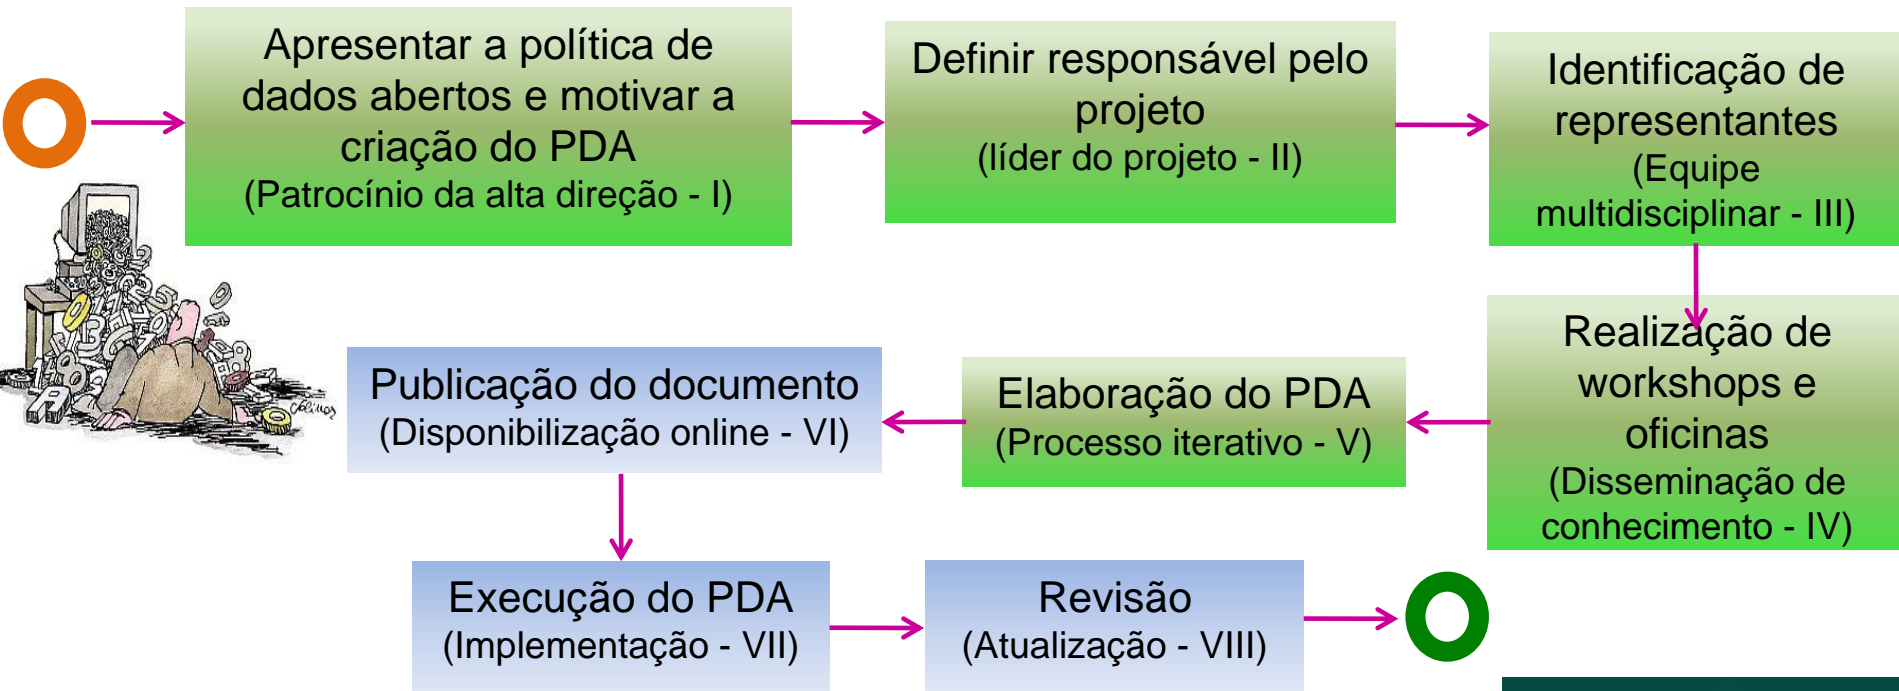 Apresentar a política de
dados abertos e motivar a
criação do PDA
(Patrocínio da alta direção - I)
Definir responsável pelo
projeto
(líder do projeto - II)
Identificação de
representantes
(Equipe
multidisciplinar - III)
Realização de
workshops e
oficinas
(Disseminação de
conhecimento - IV)
Elaboração do PDA
(Processo iterativo - V)
Publicação do documento
(Disponibilização online - VI)
Execução do PDA
(Implementação - VII)
Revisão
(Atualização - VIII)